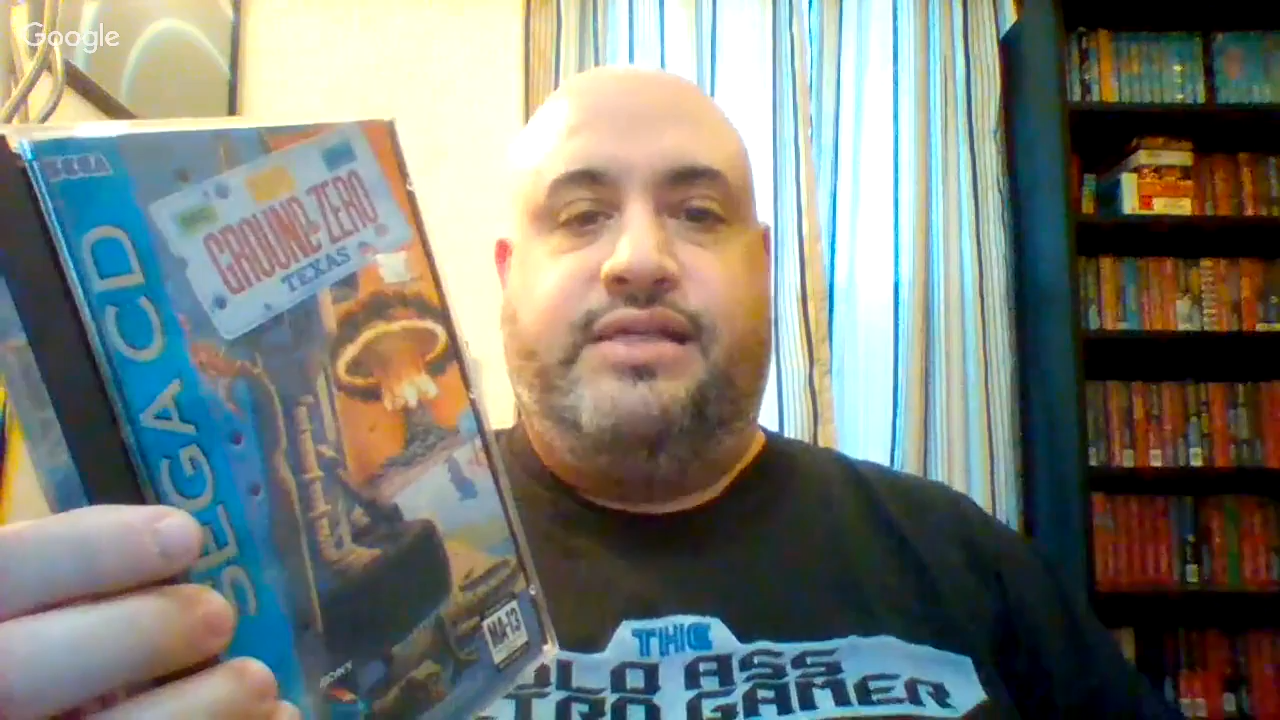 Google
SEGA
SEGA CD
GROUND ZERO
TEXAS
MA-13
SONY
THE
OLD ASS
RETRO GAMER